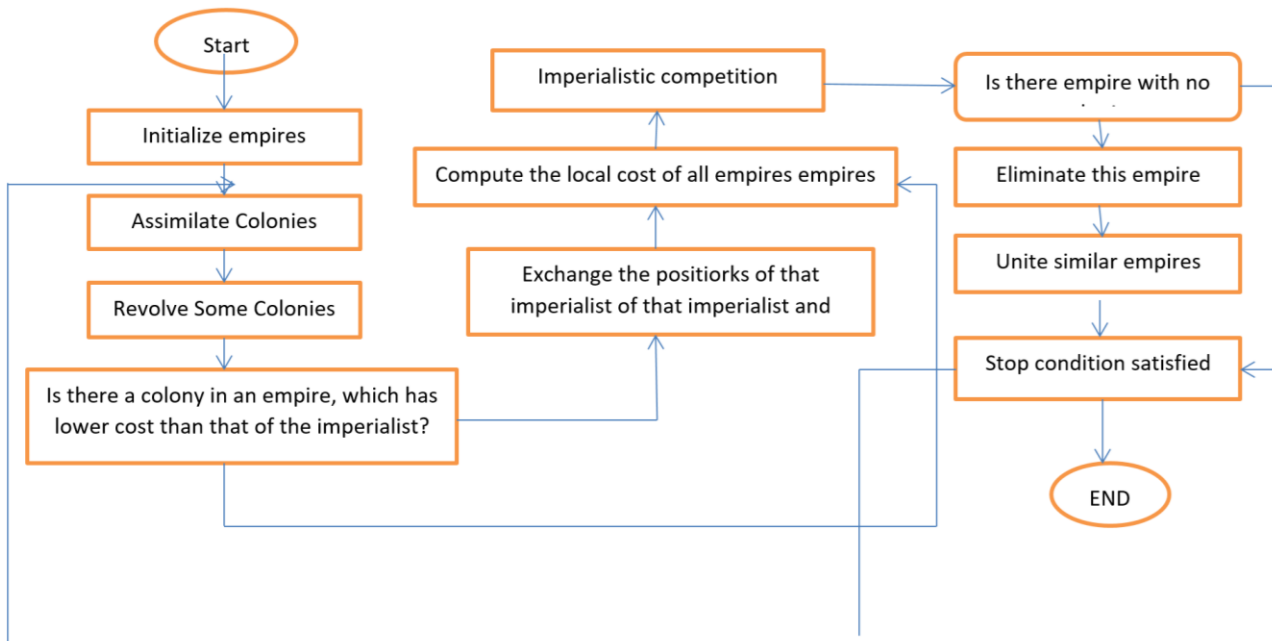 Start
Initialize empires
Assimilate Colonies
Revolve Some Colonies
Is there a colony in an empire, which has
lower cost than that of the imperialist?
Exchange the positiorks of that
imperialist of that imperialist and
Compute the local cost of all empires empires
Imperialistic competition
Is there empire with no
Eliminate this empire
Unite similar empires
Stop condition satisfied
END